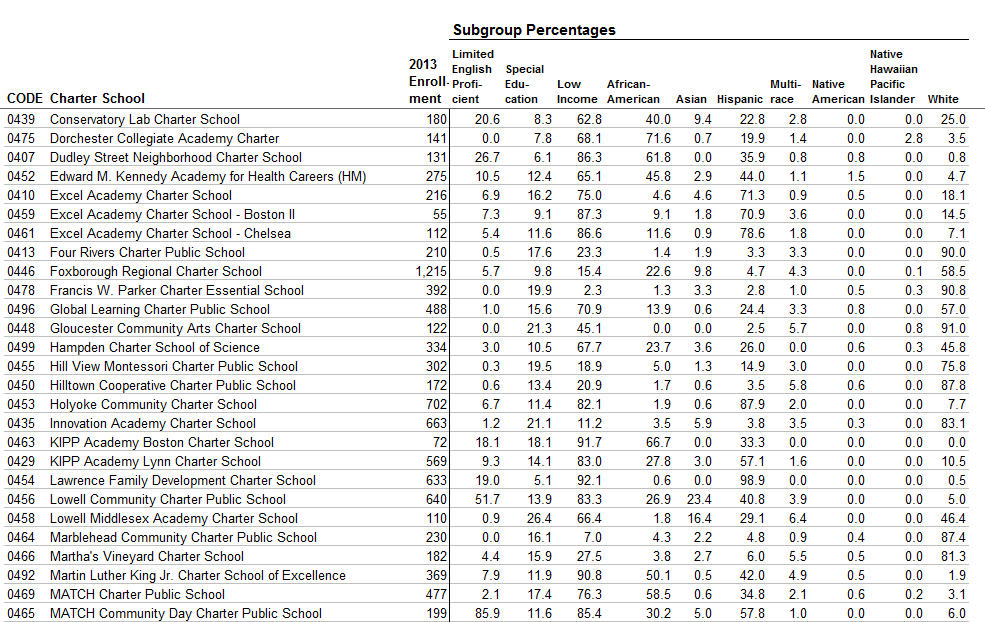 Subgroup Percentages
CODE Charter School 2013 Enroll- ment Limited English Profi- cient Special Edu- cation Low Income African- American Asian Hispanic Multi- race Native American Native Hawaiian Pacific Islander White
0439 Conservatory Lab Charter School 180 20.6 8.3 62.8 40.0 9.4 22.8 2.8 0.0 0.0 25.0
0475 Dorchester Collegiate Academy Charter 141 0.0 7.8 68.1 71.6 0.7 19.9 1.4 0.0 2.8 3.5
0407 Dudley Street Neighborhood Charter School 131 26.7 6.1 86.3 61.8 0.0 35.9 0.8 0.8 0.0 0.8
0452 Edward M. Kennedy Academy for Health Careers (HM) 275 10.5 12.4 65.1 45.8 2.9 44.0 1.1 1.5 0.0 4.7
0410 Excel Academy Charter School 216 6.9 16.2 75.0 4.6 4.6 71.3 0.9 0.5 0.0 18.1
0459 Excel Academy Charter School - Boston II 55 7.3 9.1 87.3 9.1 1.8 70.9 3.6 0.0 0.0 14.5
0461 Excel Academy Charter School - Chelsea 112 5.4 11.6 86.6 11.6 0.9 78.6 1.8 0.0 0.0 7.1
0413 Four Rivers Charter Public School 210 0.5 17.6 23.3 1.4 1.9 3.3 3.3 0.0 0.0 90.0
0446 Foxborough Regional Charter School 1,215 5.7 9.8 15.4 22.6 9.8 4.7 4.3 0.0 0.1 58.5
0478 Francis W. Parker Charter Essential School 392 0.0 19.9 2.3 1.3 3.3 2.8 1.0 0.5 0.3 90.8
0496 Global Learning Charter Public School 488 1.0 15.6 70.9 13.9 0.6 24.4 3.3 0.8 0.0 57.0
0448 Gloucester Community Arts Charter School 122 0.0 21.3 45.1 0.0 0.0 2.5 5.7 0.0 0.8 91.0
0499 Hampden Charter School of Science 334 3.0 10.5 67.7 23.7 3.6 26.0 0.0 0.6 0.3 45.8
0455 Hill View Montessori Charter Public School 302 0.3 19.5 18.9 5.0 1.3 14.9 3.0 0.0 0.0 75.8
0450 Hilltown Cooperative Charter Public School 172 0.6 13.4 20.9 1.7 0.6 3.5 5.8 0.6 0.0 87.8
0453 Holyoke Community Charter School 702 6.7 11.4 82.1 1.9 0.6 87.9 2.0 0.0 0.0 7.7
0435 Innovation Academy Charter School 663 1.2 21.1 11.2 3.5 5.9 3.8 3.5 0.3 0.0 83.1
0463 KIPP Academy Boston Charter School 72 18.1 18.1 91.7 66.7 0.0 33.3 0.0 0.0 0.0 0.0
0429 KIPP Academy Lynn Charter School 569 9.3 14.1 83.0 27.8 3.0 57.1 1.6 0.0 0.0 10.5
0454 Lawrence Family Development Charter School 633 19.0 5.1 92.1 0.6 0.0 98.9 0.0 0.0 0.0 0.5
0456 Lowell Community Charter Public School 640 51.7 13.9 83.3 26.9 23.4 40.8 3.9 0.0 0.0 5.0
0458 Lowell Middlesex Academy Charter School 110 0.9 26.4 66.4 1.8 16.4 29.1 6.4 0.0 0.0 46.4
0464 Marblehead Community Charter Public School 230 0.0 16.1 7.0 4.3 2.2 4.8 0.9 0.4 0.0 87.4
0466 Martha's Vineyard Charter School 182 4.4 15.9 27.5 3.8 2.7 6.0 5.5 0.5 0.0 81.3
0492 Martin Luther King Jr. Charter School of Excellence 369 7.9 11.9 90.8 50.1 0.5 42.0 4.9 0.5 0.0 1.9
0469 MATCH Charter Public School 477 2.1 17.4 76.3 58.5 0.6 34.8 2.1 0.6 0.2 3.1
0465 MATCH Community Day Charter Public School 199 85.9 11.6 85.4 30.2 5.0 57.8 1.0 0.0 0.0 6.0